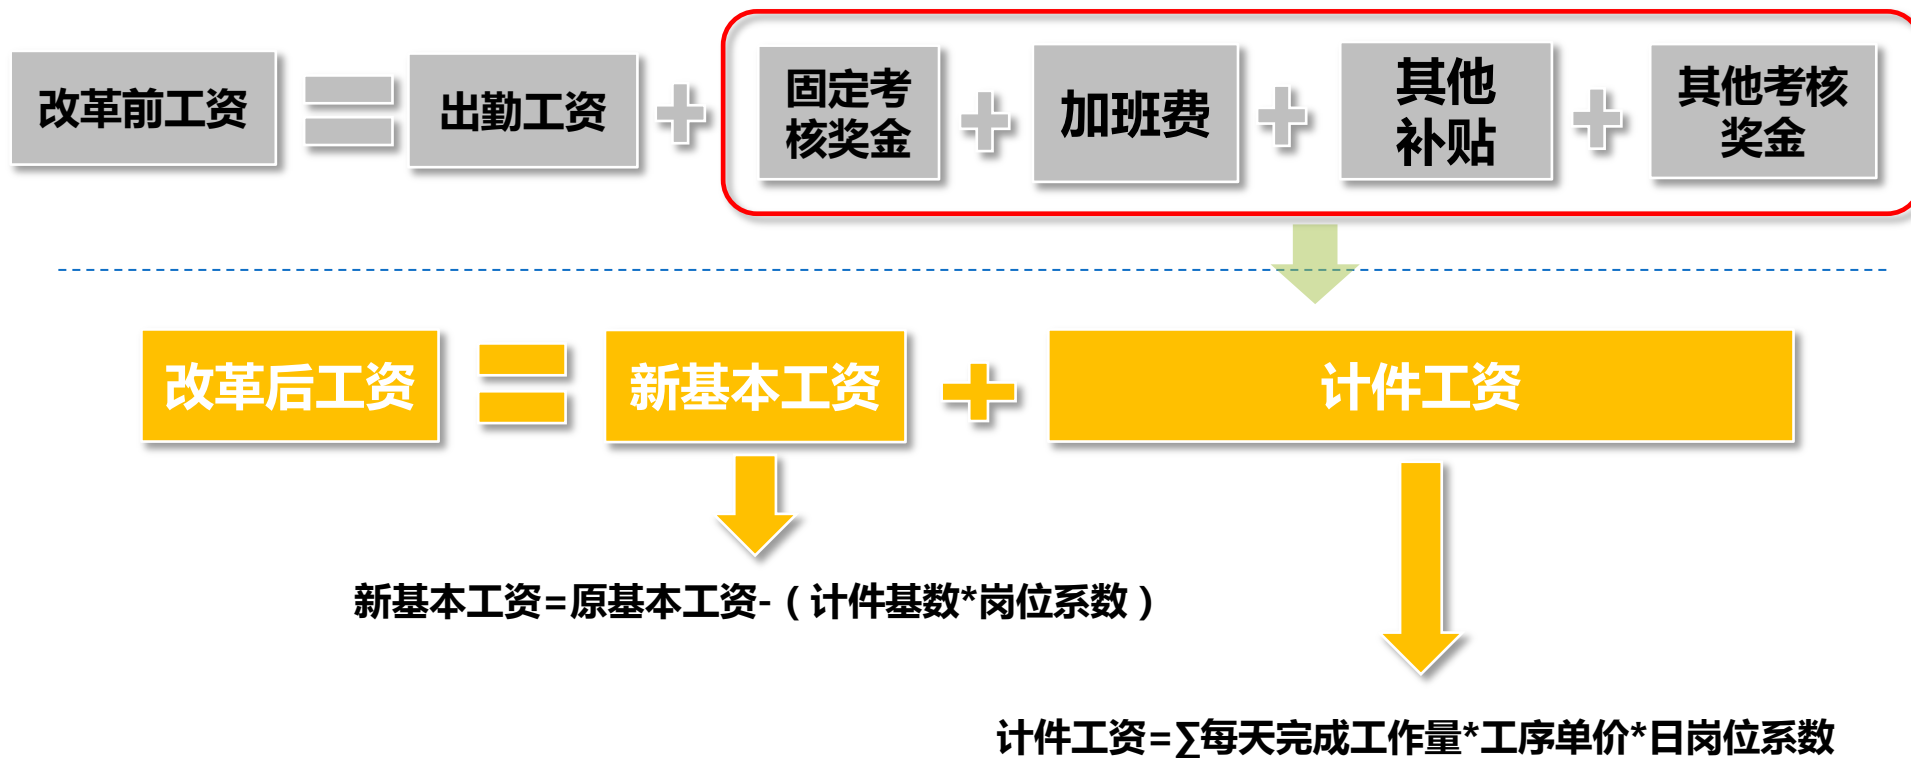 改革前工资
出勤工资
固定考
核奖金
加班费
其他
补贴
其他考核
奖金
改革后工资
新基本工资
计件工资
新基本工资=原基本工资-（计件基数*岗位系数）
计件工资=∑每天完成工作量*工序单价*日岗位系数